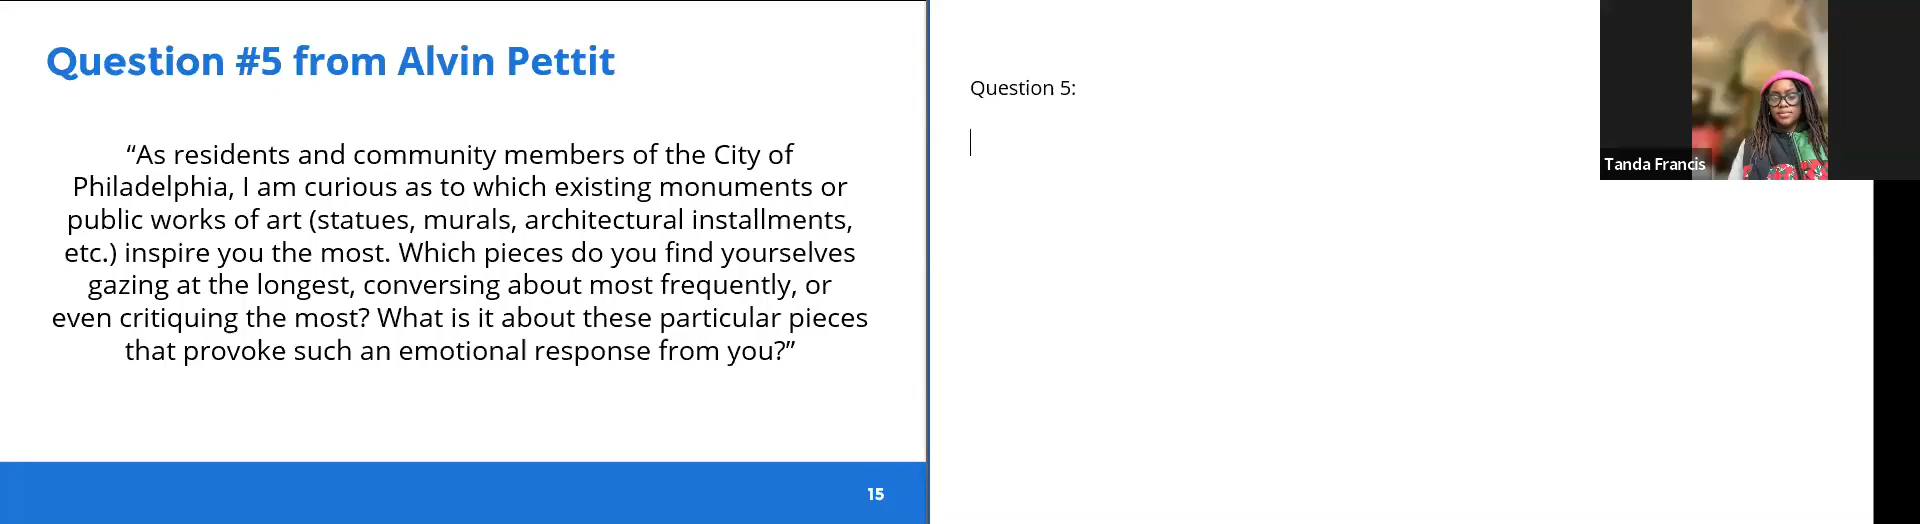 Question #5 from Alvin Pettit
“As residents and community members of the City of
Philadelphia, I am curious as to which existing monuments or
public works of art (statues, murals, architectural installments,
etc.) inspire you the most. Which pieces do you find yourselves
gazing at the longest, conversing about most frequently, or
even critiquing the most? What is it about these particular pieces
that provoke such an emotional response from you?”
15
Question 5:
Tanda Francis